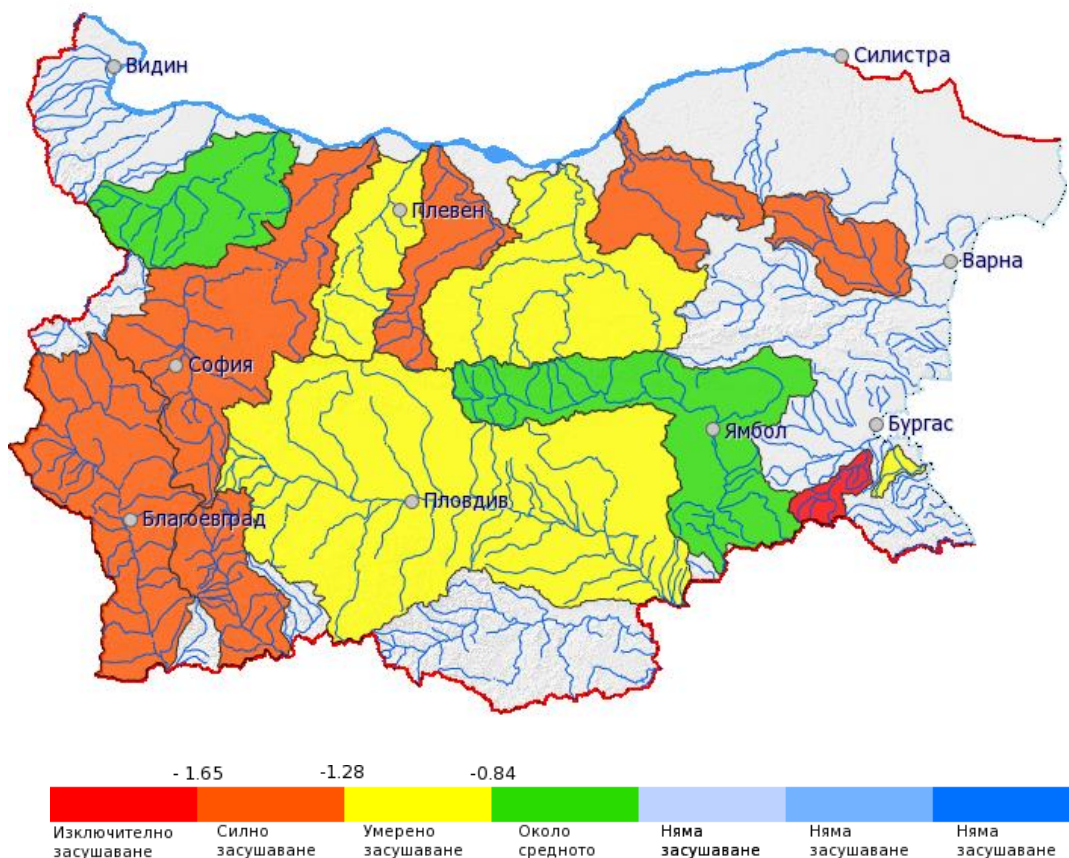 Видин
Силистра
Плевен
Варна
София
Ямбол
Бургас
Пловдив
Благоевград
- 1.65 -1.28 -0.84
Изключително Силно Умерено Около Няма Няма Няма
засушаване засушаване засушаване средното засушаване засушаване засушаване